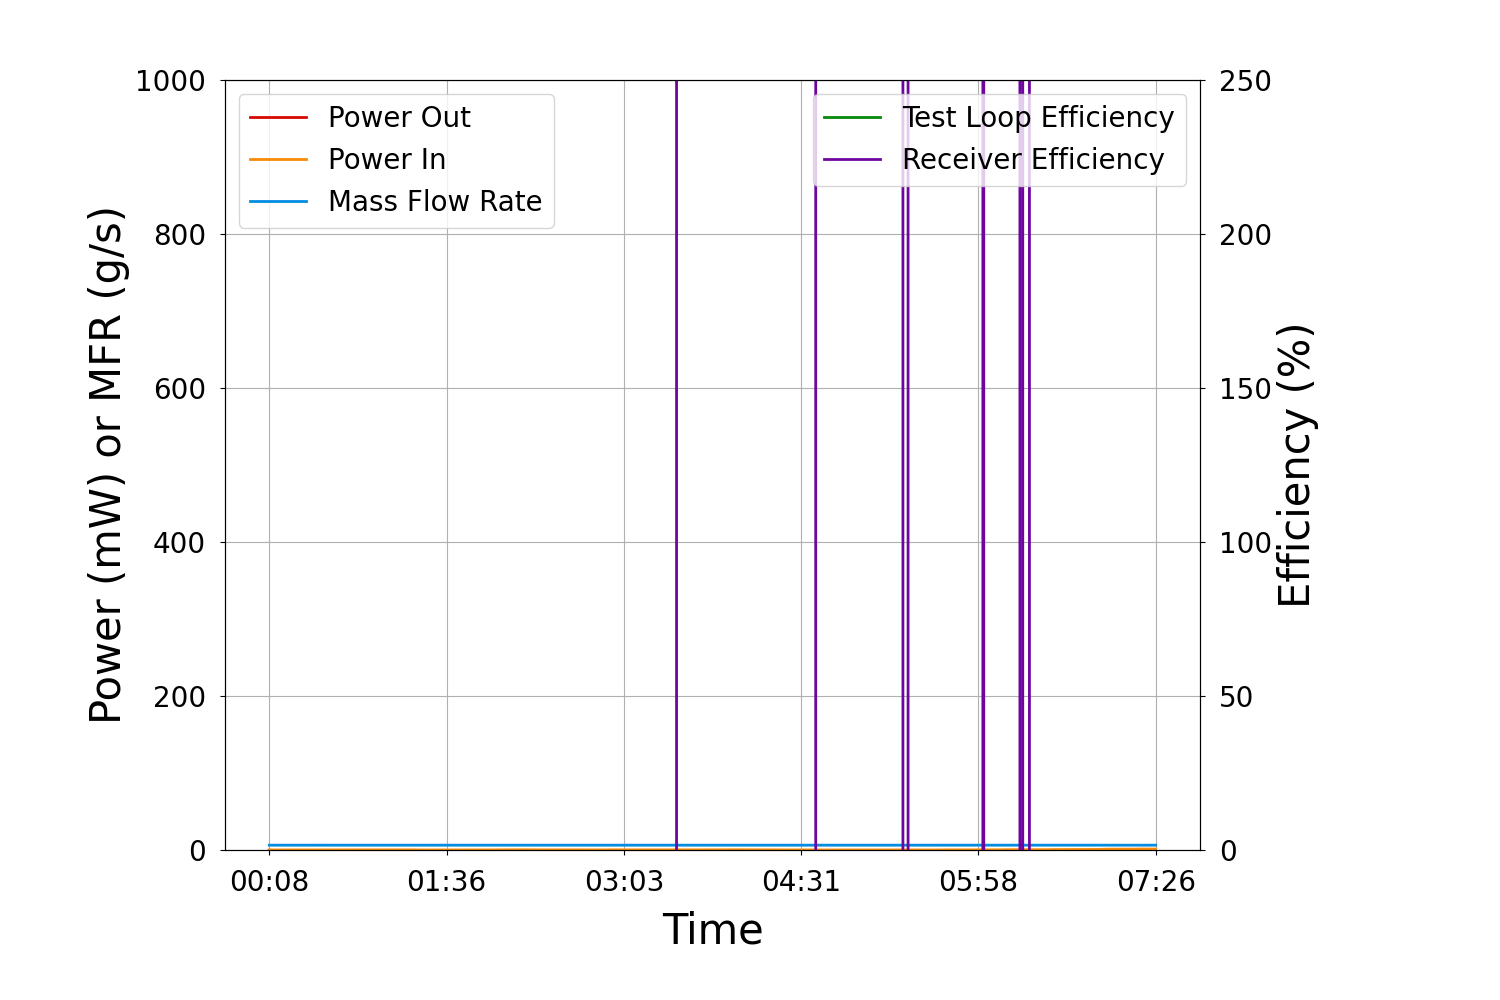 1000
800
600
400
200
0
Power (mW) or MFR (g/s)
Power Out
Power In
Mass Flow Rate
Test Loop Efficiency
Receiver Efficiency
250
200
150
100
50
0
Efficiency (%)
00:08 01:36 03:03 04:31 05:58 07:26
Time